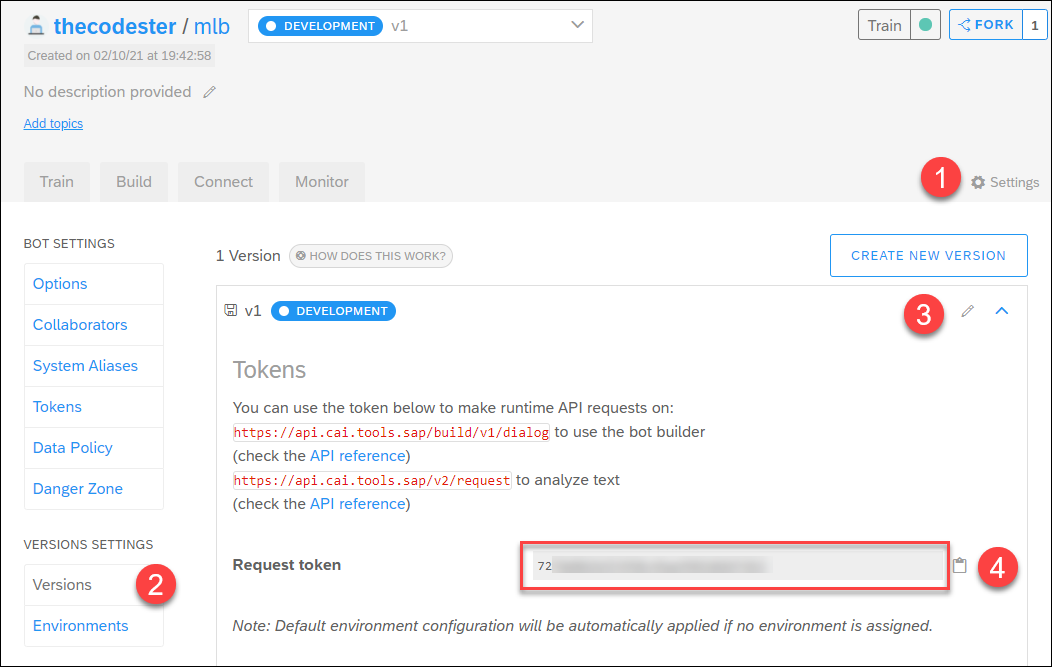 thecodester / mlb DEVELOPMENT v1 Train FORK 1
Created on 02/10/21 at 19:42:58
No description provided
Add topics
Train Build Connect Monitor 1 Settings
BOT SETTINGS
Options
Collaborators
System Aliases
Tokens
Data Policy
Danger Zone
VERSIONS SETTINGS
Versions 2
Environments
1 Version HOW DOES THIS WORK? CREATE NEW VERSION
v1 DEVELOPMENT 3
Tokens
You can use the token below to make runtime API requests on:
https://api.cai.tools.sap/build/v1/dialog to use the bot builder
(check the API reference)
https://api.cai.tools.sap/v2/request to analyze text
(check the API reference)
Request token 72 4
Note: Default environment configuration will be automatically applied if no environment is assigned.